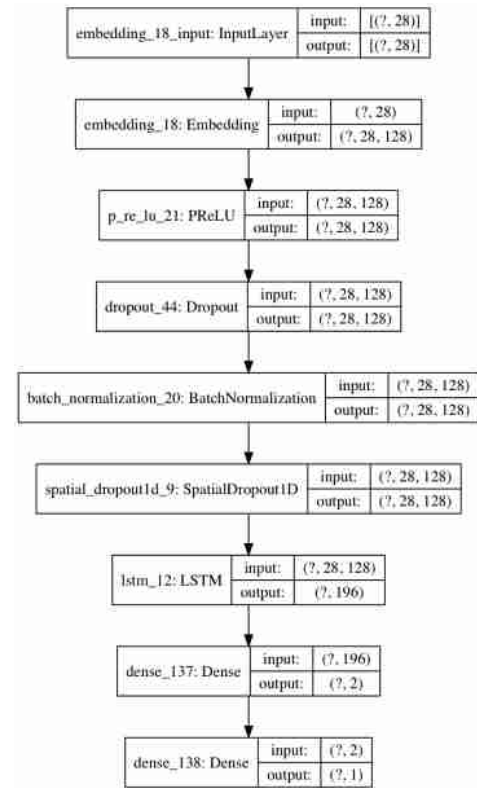 embedding_18_input: InputLayer
input: [(?, 28)]
output: [(?, 28)]
embedding_18: Embedding
input: (?, 28)
output: (?, 28, 128)
p_re_lu_21: PReLU
input: (?, 28, 128)
output: (?, 28, 128)
dropout_44: Dropout
input: (?, 28, 128)
output: (?, 28, 128)
batch_normalization_20: BatchNormalization
input: (?, 28, 128)
output: (?, 28, 128)
spatial_dropout1d_9: SpatialDropout1D
input: (?, 28, 128)
output: (?, 28, 128)
lstm_12: LSTM
input: (?, 28, 128)
output: (?, 196)
dense_137: Dense
input: (?, 196)
output: (?, 2)
dense_138: Dense
input: (?, 2)
output: (?, 1)